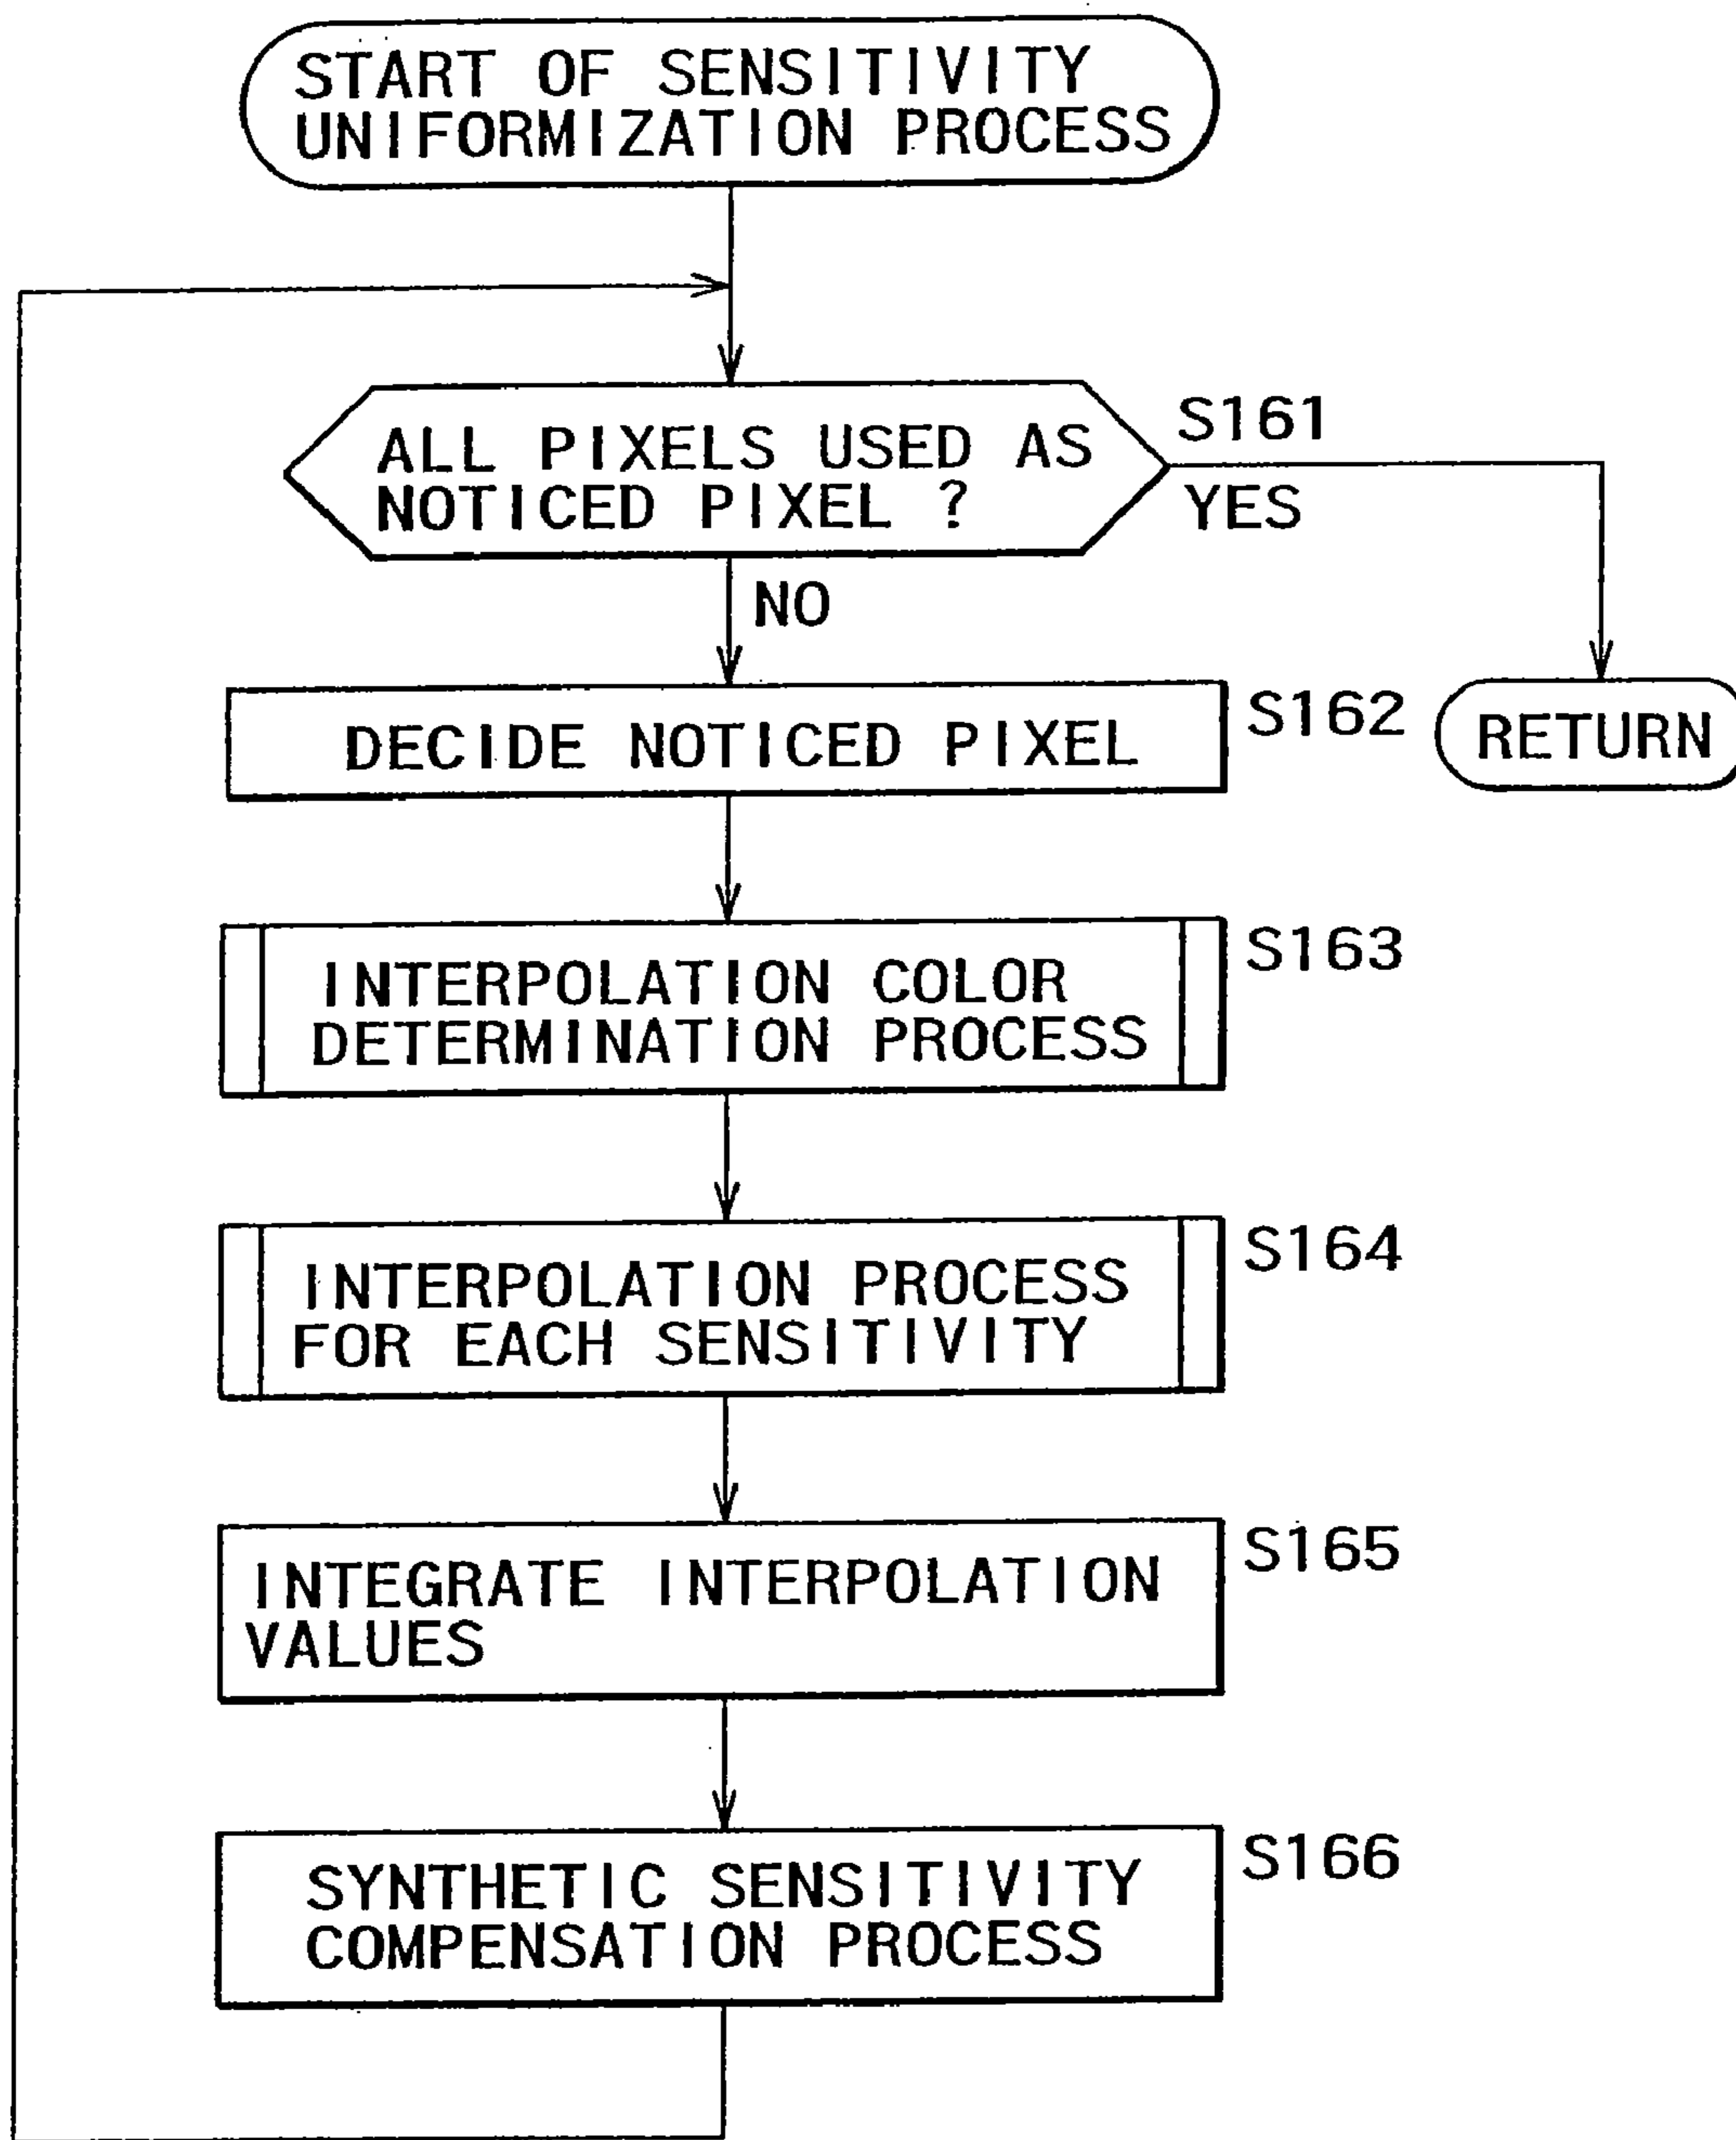 START OF SENSITIVITY
UNIFORMIZATION PROCESS
ALL PIXELS USED AS
NOTICED PIXEL ?
S161
YES
NO
DECIDE NOTICED PIXEL
S162
RETURN
INTERPOLATION COLOR
DETERMINATION PROCESS
S163
INTERPOLATION PROCESS
FOR EACH SENSITIVITY
S164
INTEGRATE INTERPOLATION
VALUES
S165
SYNTHETIC SENSITIVITY
COMPENSATION PROCESS
S166